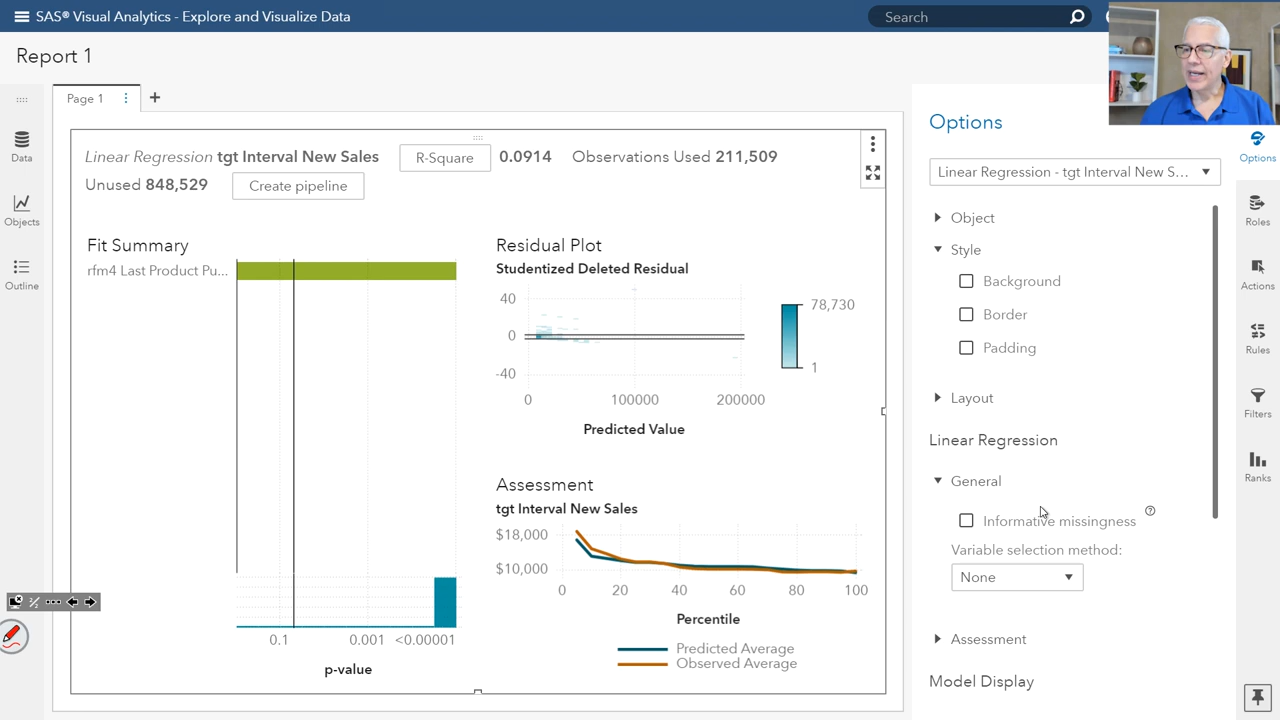 SAS® Visual Analytics - Explore and Visualize Data
Search
Report 1
Page 1
Data
Objects
Outline
Linear Regression tgt Interval New Sales R-Square 0.0914 Observations Used 211,509
Unused 848,529 Create pipeline
Fit Summary
rfm4 Last Product Pu...
0.1 0.001 <0.00001
p-value
Residual Plot
Studentized Deleted Residual
40
0
-40
0 100000 200000
Predicted Value
78,730
1
Assessment
tgt Interval New Sales
$18,000
$10,000
0 20 40 60 80 100
Percentile
Predicted Average
Observed Average
Options
Linear Regression - tgt Interval New S...
Object
Style
Background
Border
Padding
Layout
Linear Regression
General
Informative missingness ?
Variable selection method:
None
Assessment
Model Display
Options
Roles
Actions
Rules
Filters
Ranks